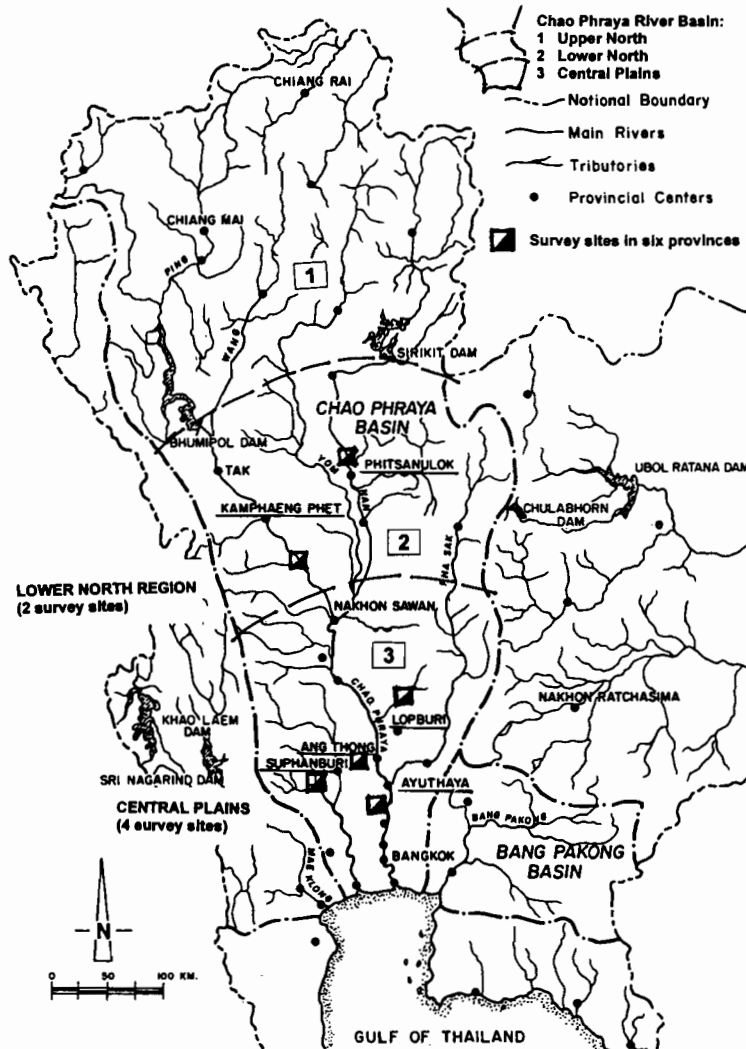 Chao Phraya River Basin:
1 Upper North
2 Lower North
3 Central Plains
Notional Boundary
Main Rivers
Tributories
Provincial Centers
Survey sites in six provinces
CHIANG RAI
CHIANG MAI
PING
1
WANG
SIRIKIT DAM
CHAO PHRAYA
BASIN
BHUMIPOL DAM
YOM
PHITSANULOK
UBOL RATANA DAM
TAK
NAN
CHULABHORN
DAM
KAMPHAENG PHET
2
PHA SAK
LOWER NORTH REGION
(2 survey sites)
NAKHON SAWAN
3
CHAO PHRAYA
NAKHON RATCHASIMA
KHAO LAEM
DAM
LOPBURI
ANG THONG
SUPHANBURI
SRI NAGARIND DAM
AYUTHAYA
CENTRAL PLAINS
(4 survey sites)
BANG PAKONG
BANGKOK
BANG PAKONG
BASIN
MAE KLONG
N
0 50 100 KM.
GULF OF THAILAND